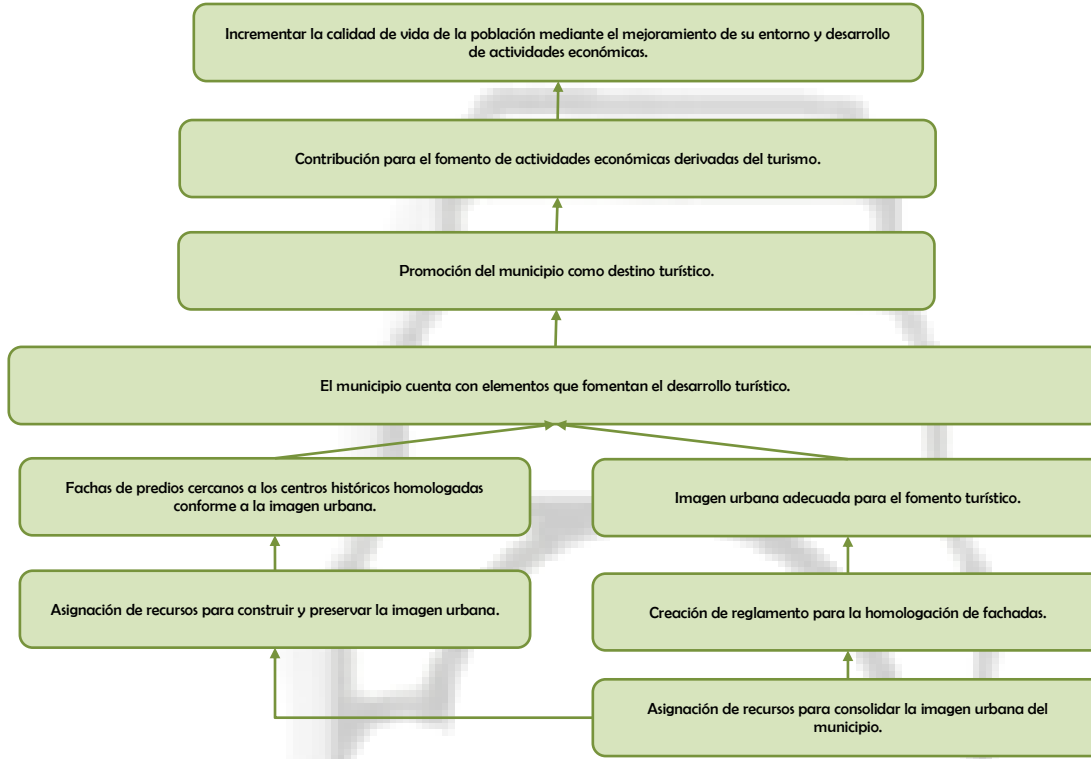 Incrementar la calidad de vida de la población mediante el mejoramiento de su entorno y desarrollo
de actividades económicas.
Contribución para el fomento de actividades económicas derivadas del turismo.
Promoción del municipio como destino turístico.
El municipio cuenta con elementos que fomentan el desarrollo turístico.
Fachas de predios cercanos a los centros históricos homologadas
conforme a la imagen urbana.
Imagen urbana adecuada para el fomento turístico.
Asignación de recursos para construir y preservar la imagen urbana.
Creación de reglamento para la homologación de fachadas.
Asignación de recursos para consolidar la imagen urbana del
municipio.